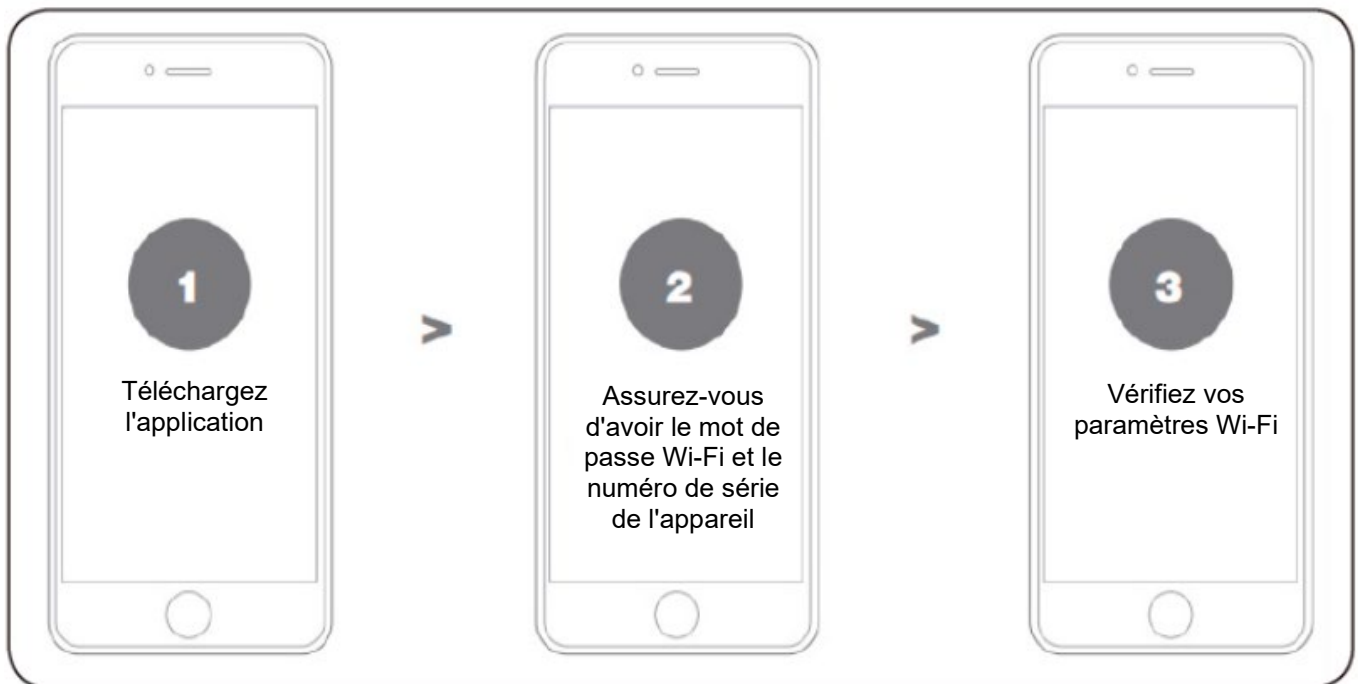 1
Téléchargez
l'application
>
2
Assurez-vous
d'avoir le mot de
passe Wi-Fi et le
numéro de série
de l'appareil
>
3
Vérifiez vos
paramètres Wi-Fi